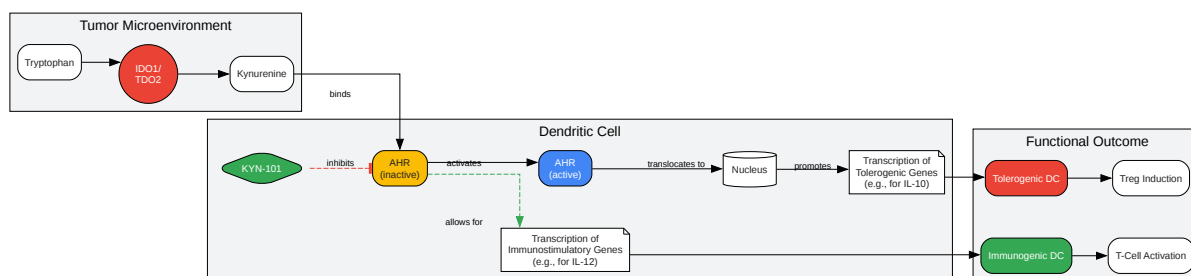 Tumor Microenvironment
Tryptophan
IDO1/
TDO2
Kynurenine
binds
Dendritic Cell
KYN-101
inhibits
AHR
(inactive)
activates
AHR
(active)
translocates to
Nucleus
promotes
Transcription of
Tolerogenic Genes
(e.g., for IL-10)
allows for
Transcription of
Immunostimulatory Genes
(e.g., for IL-12)
Functional Outcome
Tolerogenic DC
Treg Induction
Immunogenic DC
T-Cell Activation